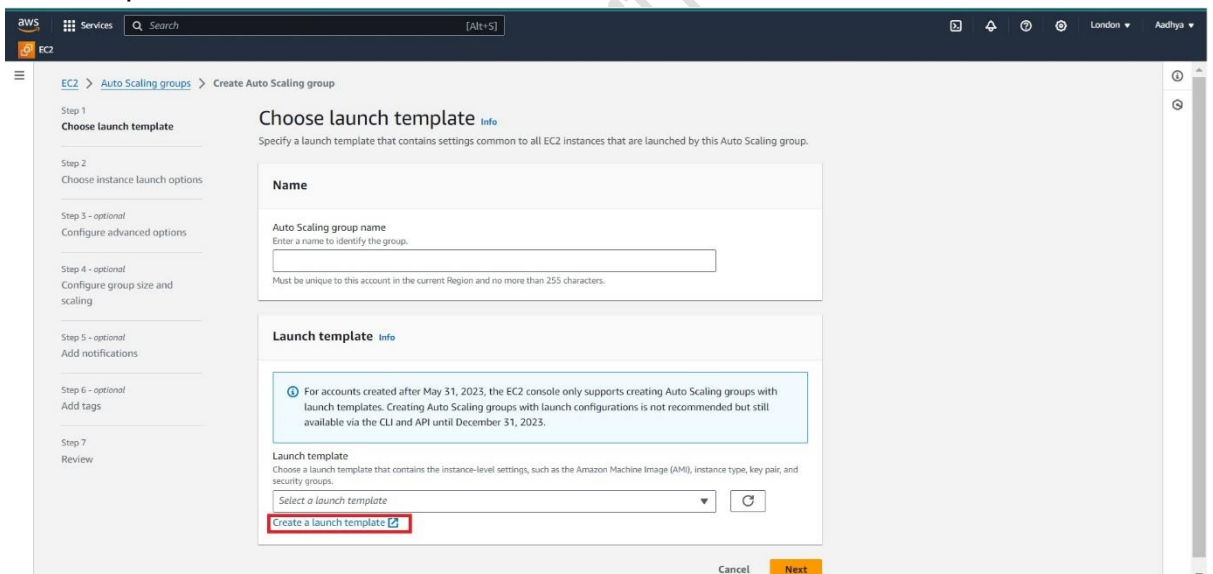 aws
Services
Search
[Alt+S]
London
Aadhya
EC2
EC2 > Auto Scaling groups > Create Auto Scaling group
Step 1
Choose launch template
Step 2
Choose instance launch options
Step 3 - optional
Configure advanced options
Step 4 - optional
Configure group size and
scaling
Step 5 - optional
Add notifications
Step 6 - optional
Add tags
Step 7
Review
Choose launch template Info
Specify a launch template that contains settings common to all EC2 instances that are launched by this Auto Scaling group.
Name
Auto Scaling group name
Enter a name to identify the group.
Must be unique to this account in the current Region and no more than 255 characters.
Launch template Info
For accounts created after May 31, 2023, the EC2 console only supports creating Auto Scaling groups with
launch templates. Creating Auto Scaling groups with launch configurations is not recommended but still
available via the CLI and API until December 31, 2023.
Launch template
Choose a launch template that contains the instance-level settings, such as the Amazon Machine Image (AMI), instance type, key pair, and
security groups.
Select a launch template
Create a launch template
Cancel
Next